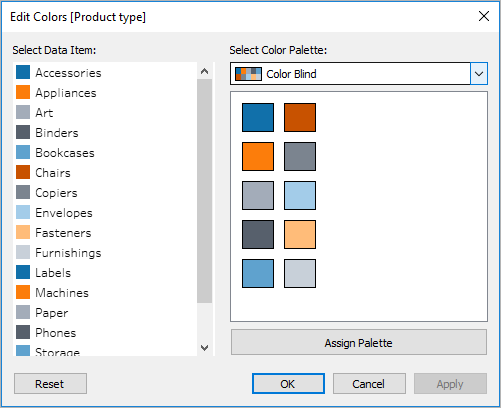 Edit Colors [Product type]
Select Data Item:
Accessories
Appliances
Art
Binders
Bookcases
Chairs
Copiers
Envelopes
Fasteners
Furnishings
Labels
Machines
Paper
Phones
Storage
Select Color Palette:
Color Blind
Assign Palette
Reset
OK
Cancel
Apply